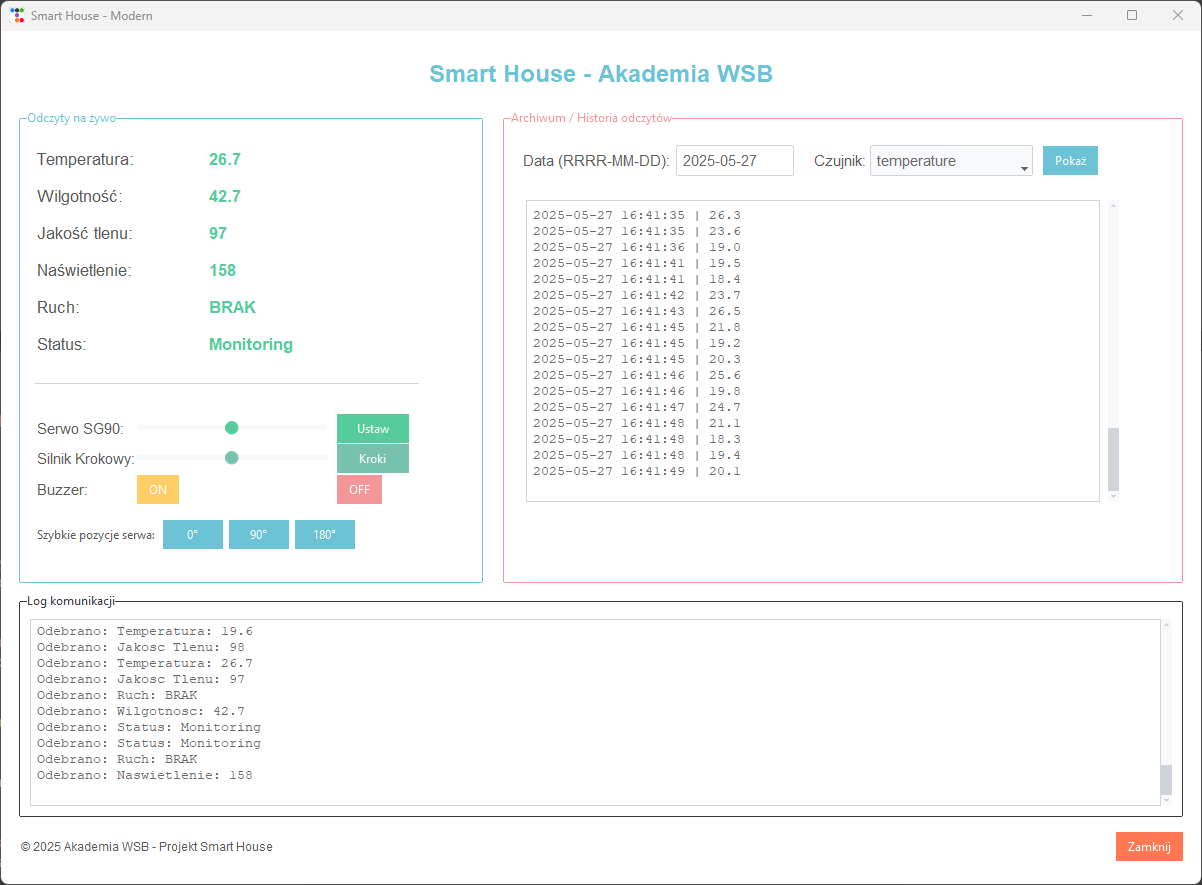 Smart House - Modern
Smart House - Akademia WSB
Odczyty na żywo
Temperatura: 26.7
Wilgotność: 42.7
Jakość tlenu: 97
Naświetlenie: 158
Ruch: BRAK
Status: Monitoring
Serwo SG90: Ustaw
Silnik Krokowy: Kroki
Buzzer: ON OFF
Szybkie pozycje serwa: 0° 90° 180°
Archiwum / Historia odczytów
Data (RRRR-MM-DD): 2025-05-27 Czujnik: temperature Pokaż
2025-05-27 16:41:35 | 26.3
2025-05-27 16:41:35 | 23.6
2025-05-27 16:41:36 | 19.0
2025-05-27 16:41:41 | 19.5
2025-05-27 16:41:41 | 18.4
2025-05-27 16:41:42 | 23.7
2025-05-27 16:41:43 | 26.5
2025-05-27 16:41:45 | 21.8
2025-05-27 16:41:45 | 19.2
2025-05-27 16:41:45 | 20.3
2025-05-27 16:41:46 | 25.6
2025-05-27 16:41:46 | 19.8
2025-05-27 16:41:47 | 24.7
2025-05-27 16:41:48 | 21.1
2025-05-27 16:41:48 | 18.3
2025-05-27 16:41:48 | 19.4
2025-05-27 16:41:49 | 20.1
Log komunikacji
Odebrano: Temperatura: 19.6
Odebrano: Jakosc Tlenu: 98
Odebrano: Temperatura: 26.7
Odebrano: Jakosc Tlenu: 97
Odebrano: Ruch: BRAK
Odebrano: Wilgotnosc: 42.7
Odebrano: Status: Monitoring
Odebrano: Status: Monitoring
Odebrano: Ruch: BRAK
Odebrano: Naswietlenie: 158
© 2025 Akademia WSB - Projekt Smart House
Zamknij